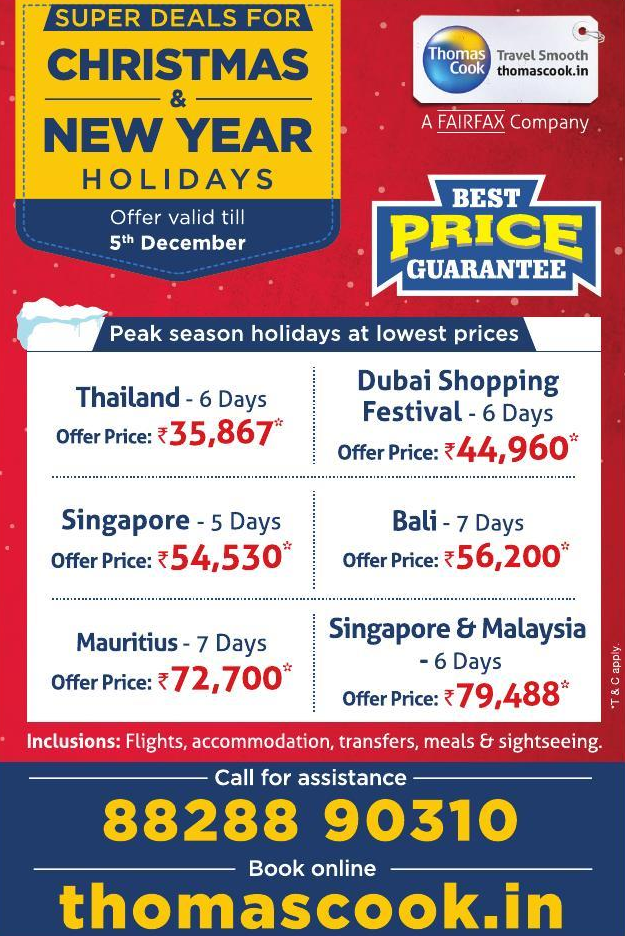 SUPER DEALS FOR
CHRISTMAS
&
NEW YEAR
HOLIDAYS
Offer valid till
5th December
Thomas
Cook
Travel Smooth
thomascook.in
A FAIRFAX Company
BEST
PRICE
GUARANTEE
Peak season holidays at lowest prices
Thailand - 6 Days
Offer Price: ₹35,867*
Dubai Shopping
Festival - 6 Days
Offer Price: ₹44,960*
Singapore - 5 Days
Offer Price: ₹54,530*
Bali - 7 Days
Offer Price: ₹56,200*
Mauritius - 7 Days
Offer Price: ₹72,700*
Singapore & Malaysia
- 6 Days
Offer Price: ₹79,488*
*T & C apply.
Inclusions: Flights, accommodation, transfers, meals & sightseeing.
Call for assistance
88288 90310
Book online
thomascook.in